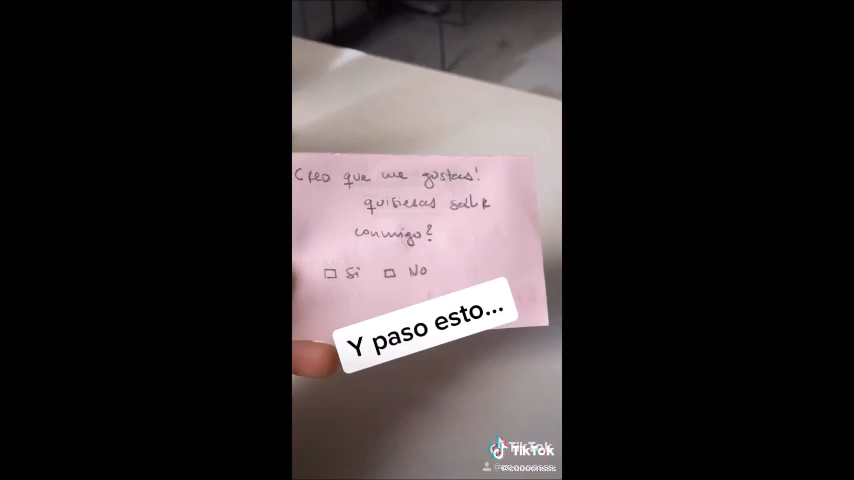 Creo que me gustas!
quisieras salir
conmigo?
□ Si □ No
Y paso esto...
TikTok